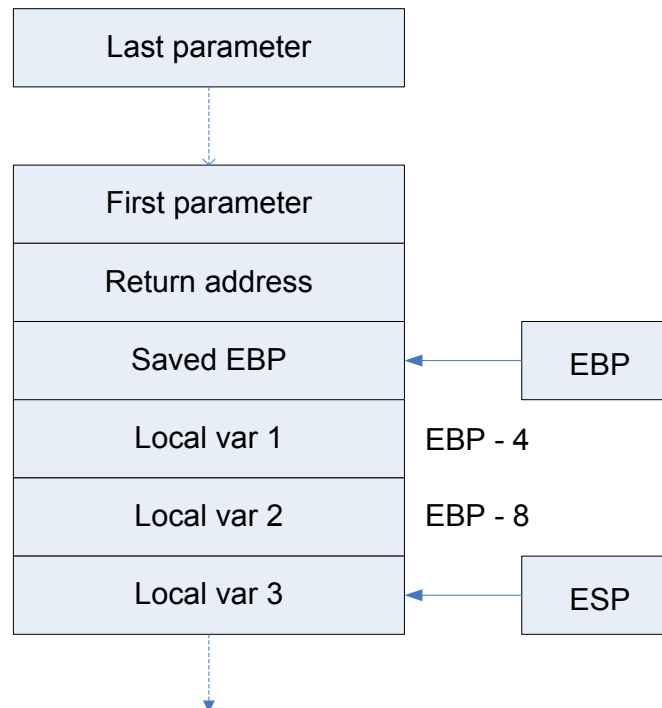 Last parameter
First parameter
Return address
Saved EBP
EBP
Local var 1
EBP - 4
Local var 2
EBP - 8
Local var 3
ESP